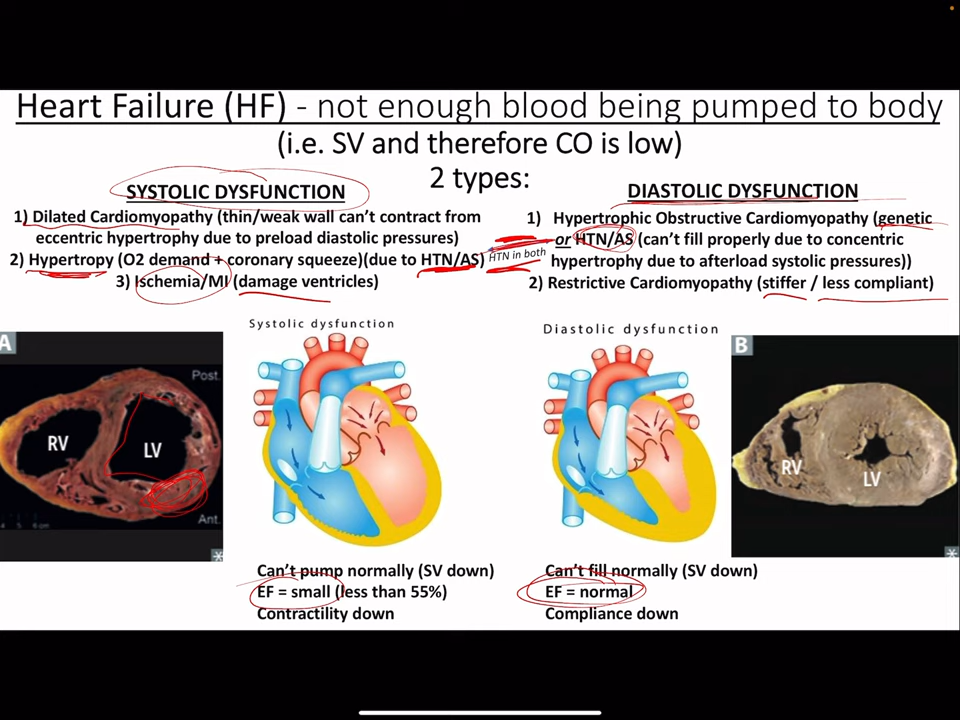 Heart Failure (HF) - not enough blood being pumped to body
(i.e. SV and therefore CO is low)
2 types:
SYSTOLIC DYSFUNCTION
1) Dilated Cardiomyopathy (thin/weak wall can't contract from
eccentric hypertrophy due to preload diastolic pressures)
2) Hypertropy (O2 demand + coronary squeeze)(due to HTN/AS)
3) Ischemia/MI (damage ventricles)
HTN in both
DIASTOLIC DYSFUNCTION
1) Hypertrophic Obstructive Cardiomyopathy (genetic
or HTN/AS (can't fill properly due to concentric
hypertrophy due to afterload systolic pressures))
2) Restrictive Cardiomyopathy (stiffer / less compliant)
A
Post.
RV
LV
Ant.
4 5 6 cm
Systolic dysfunction
Can't pump normally (SV down)
EF = small (less than 55%)
Contractility down
Diastolic dysfunction
Can't fill normally (SV down)
EF = normal
Compliance down
B
RV
LV